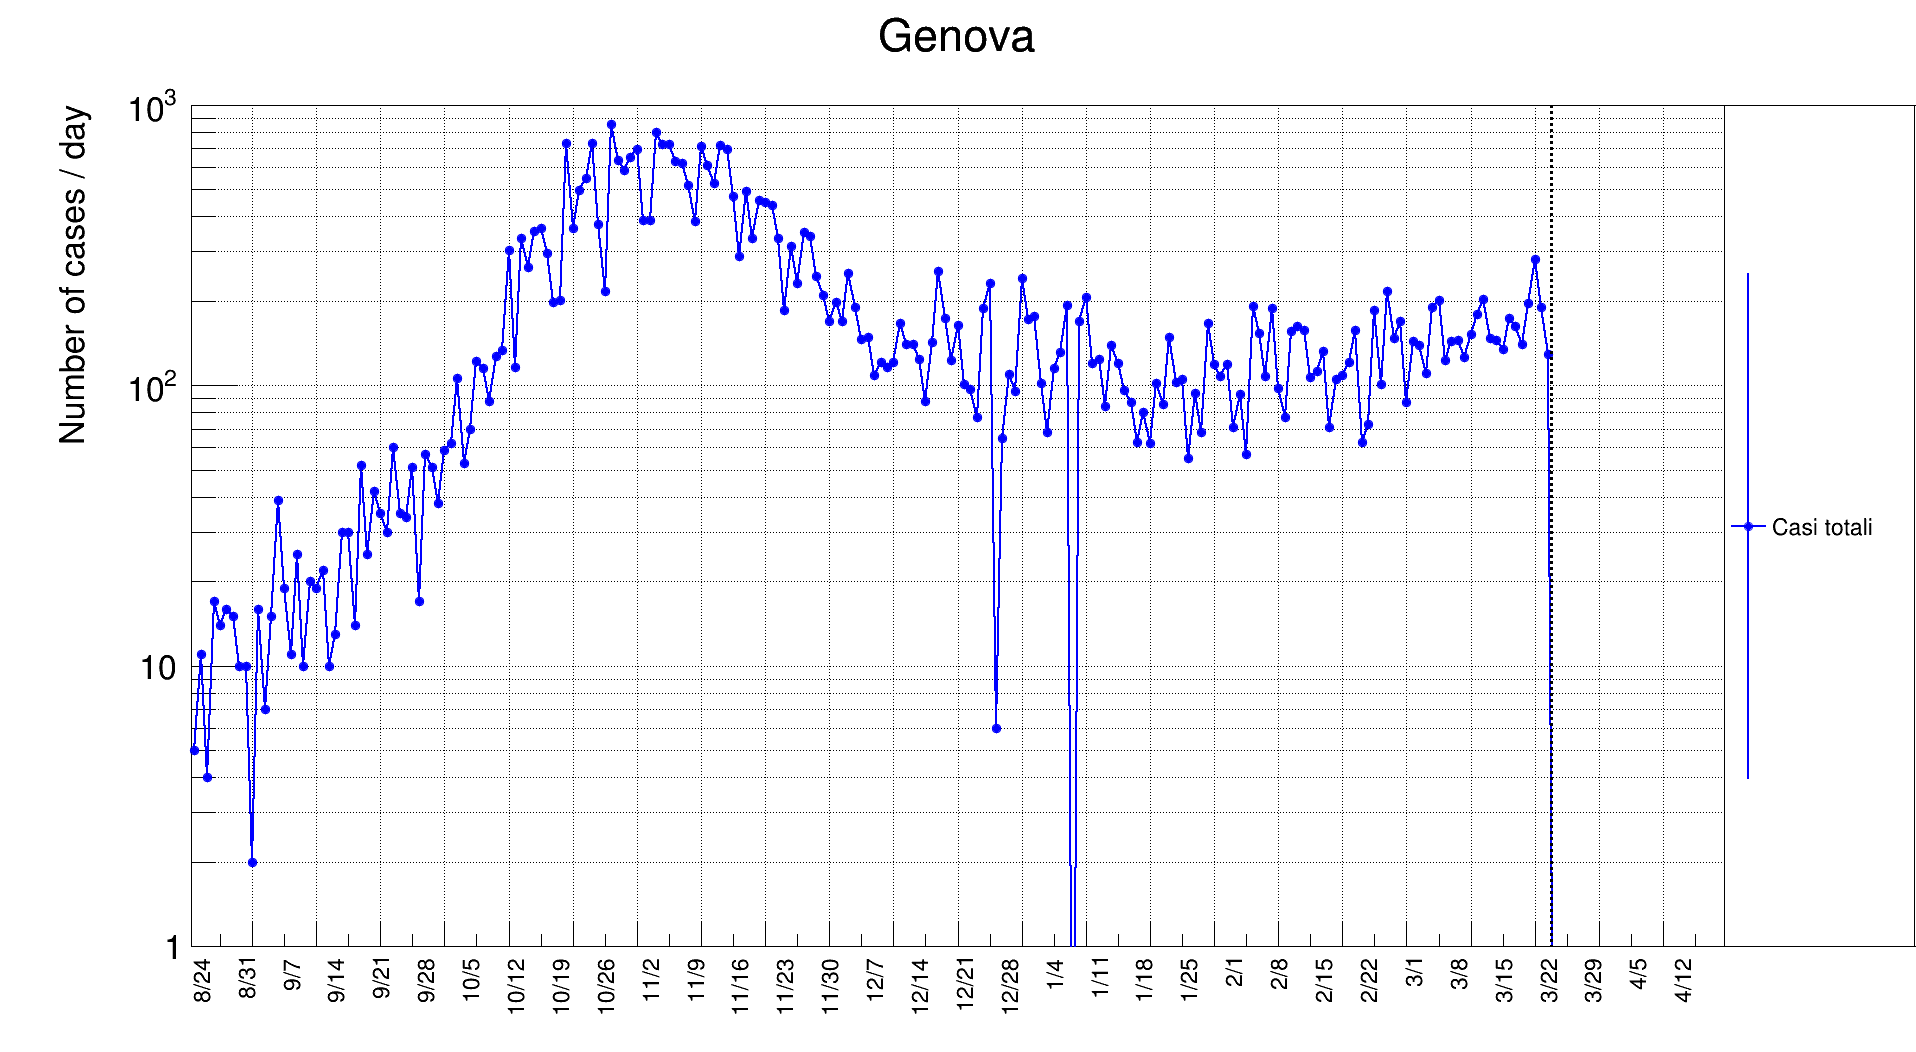 Genova
Number of cases / day
10³
10²
10
1
8/24 8/31 9/7 9/14 9/21 9/28 10/5 10/12 10/19 10/26 11/2 11/9 11/16 11/23 11/30 12/7 12/14 12/21 12/28 1/4 1/11 1/18 1/25 2/1 2/8 2/15 2/22 3/1 3/8 3/15 3/22 3/29 4/5 4/12
Casi totali